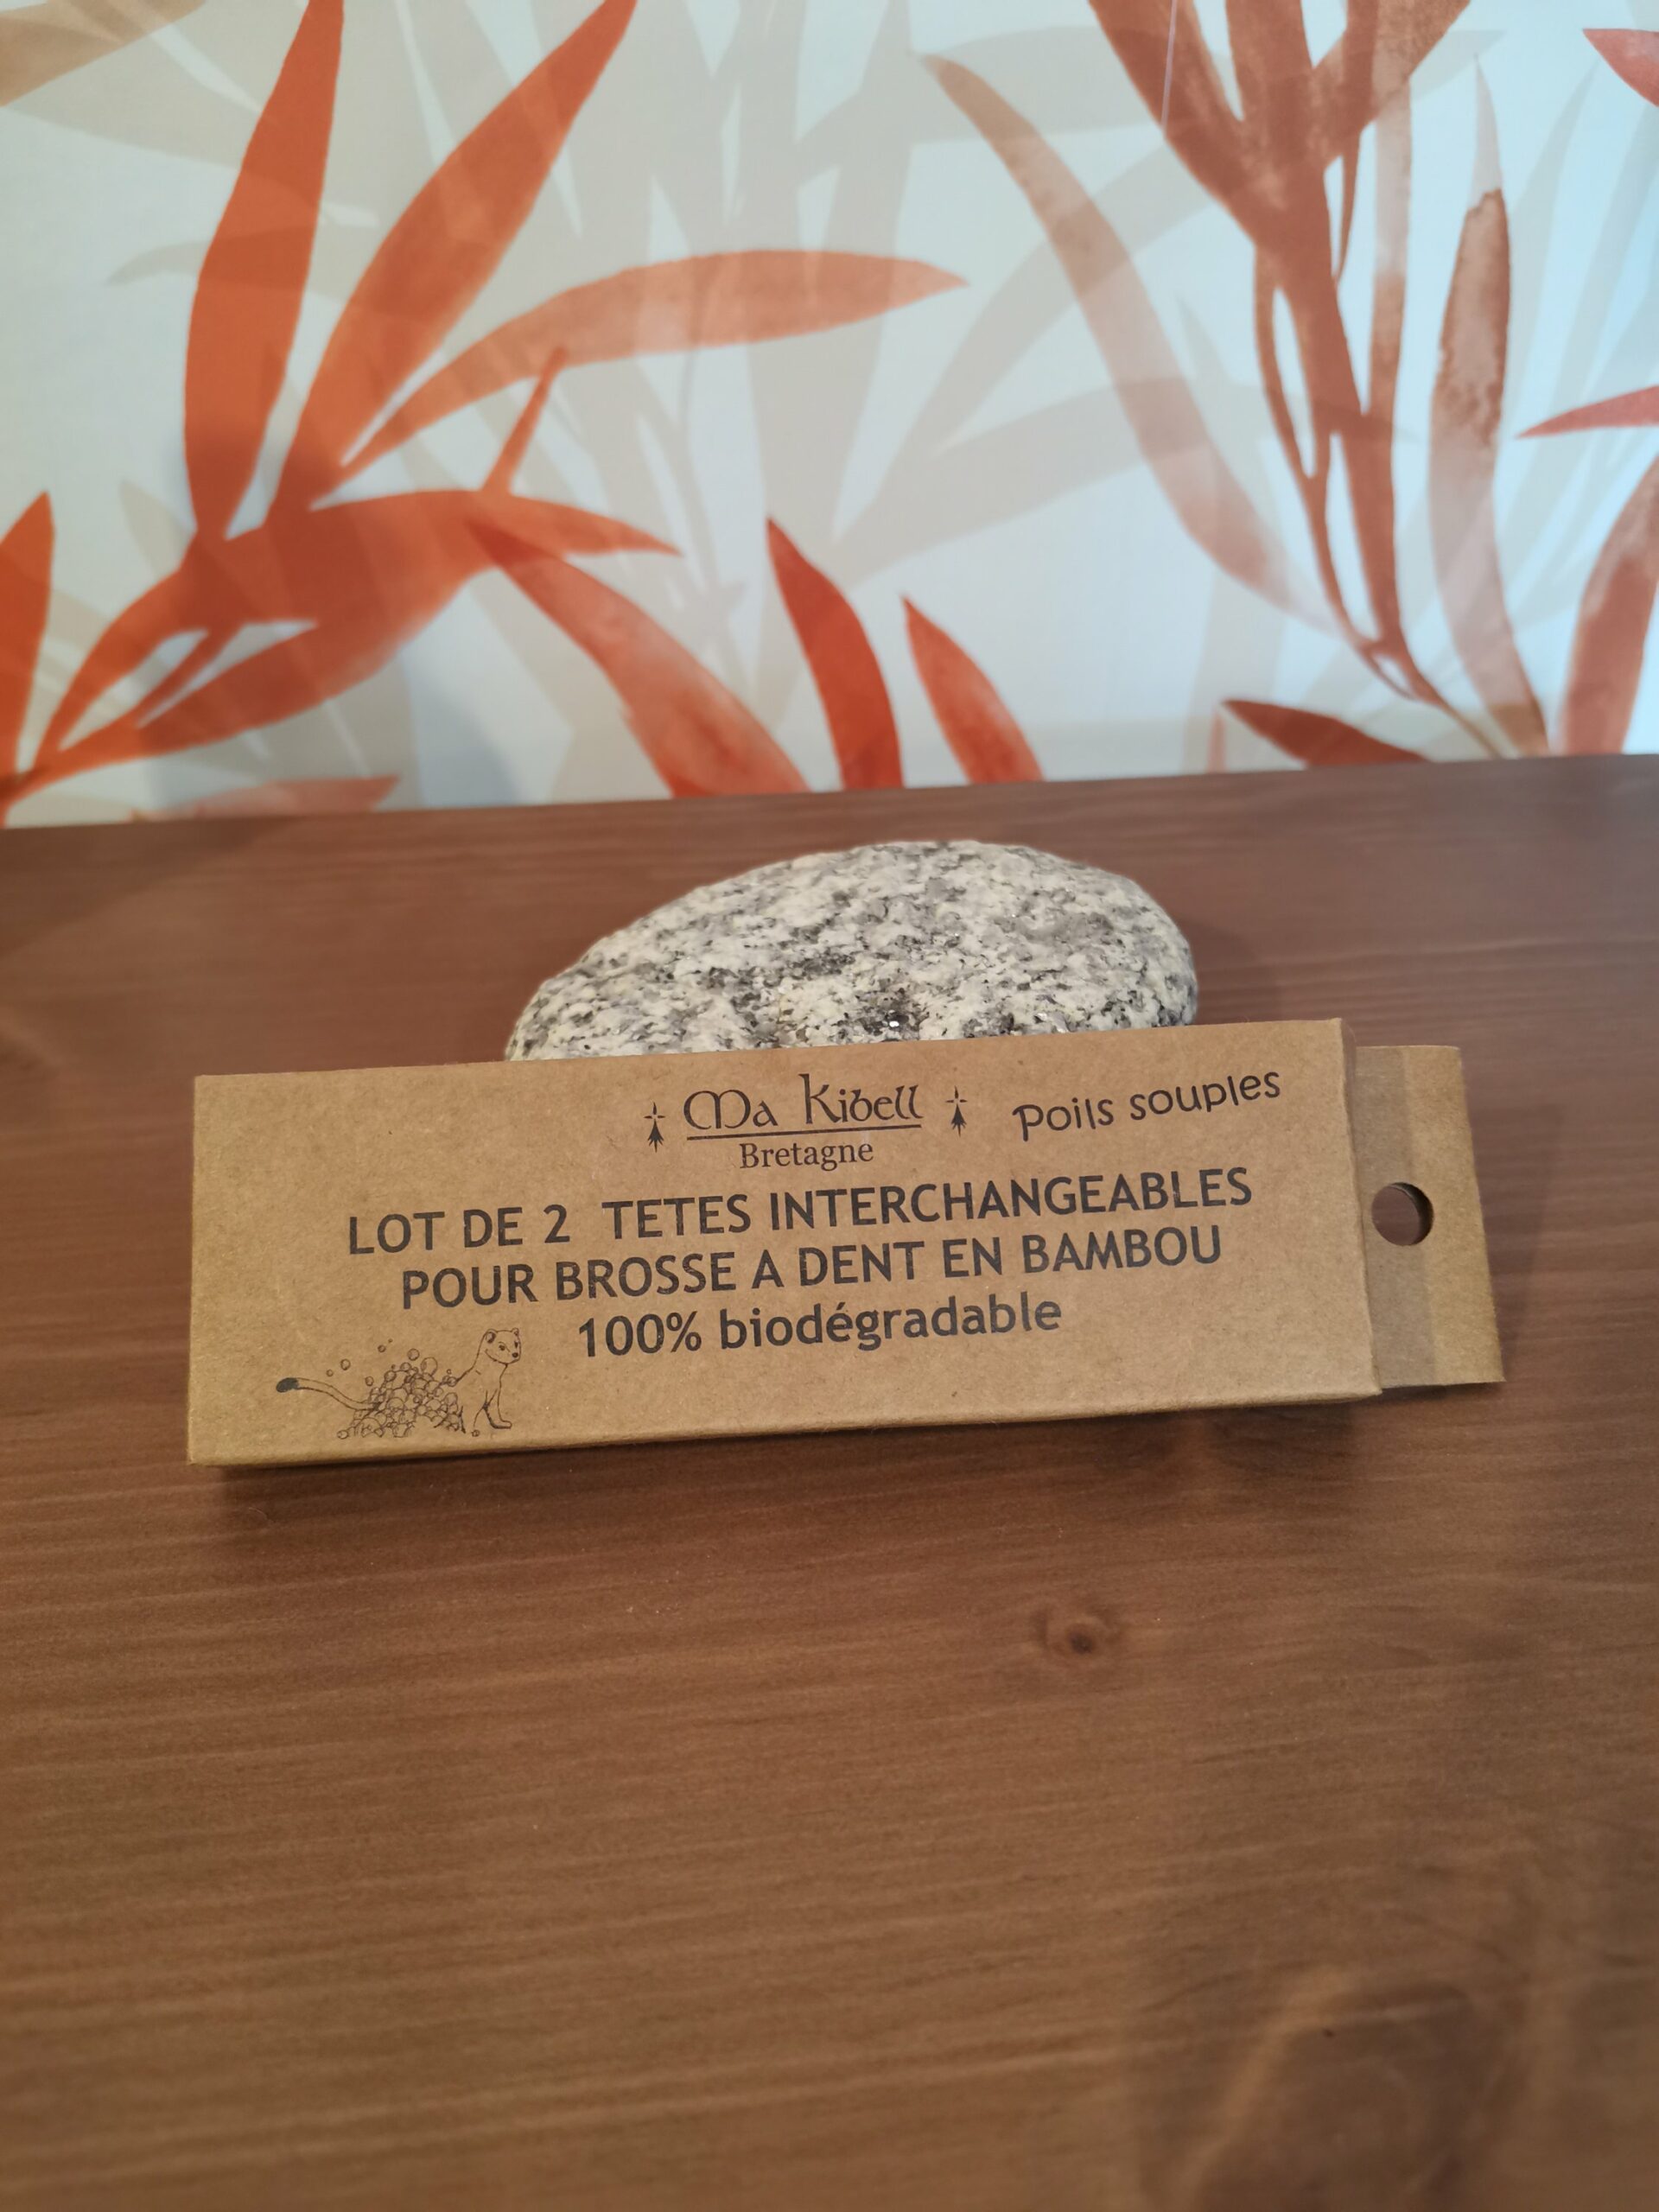 Ma Kibell
Bretagne
Poils souples
LOT DE 2 TETES INTERCHANGEABLES
POUR BROSSE A DENT EN BAMBOU
100% biodégradable